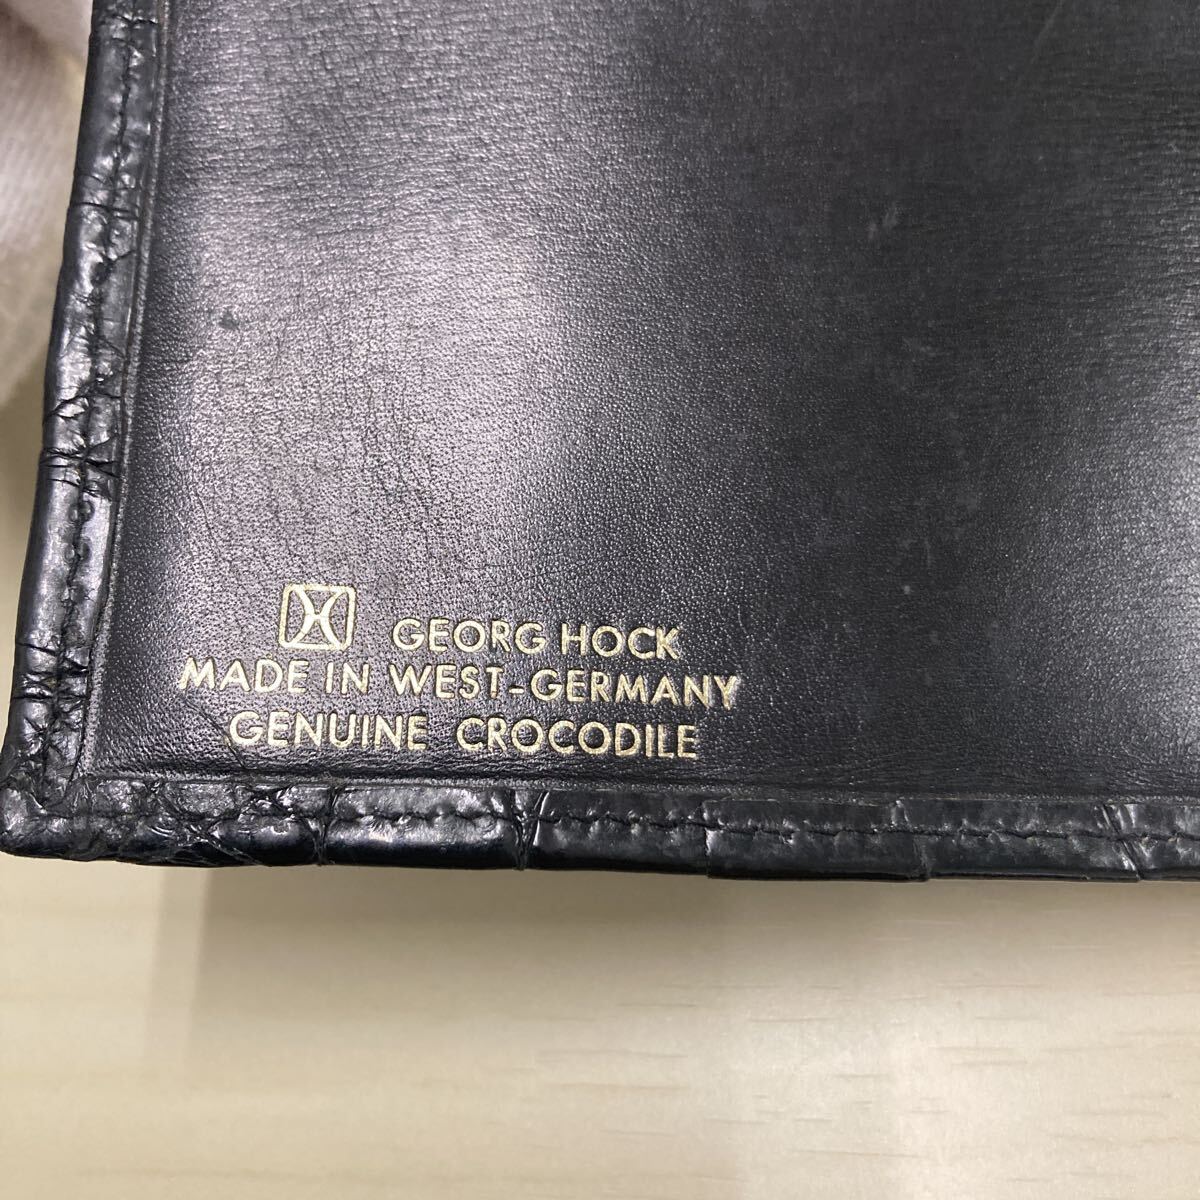 GEORG HOCK
MADE IN WEST-GERMANY
GENUINE CROCODILE